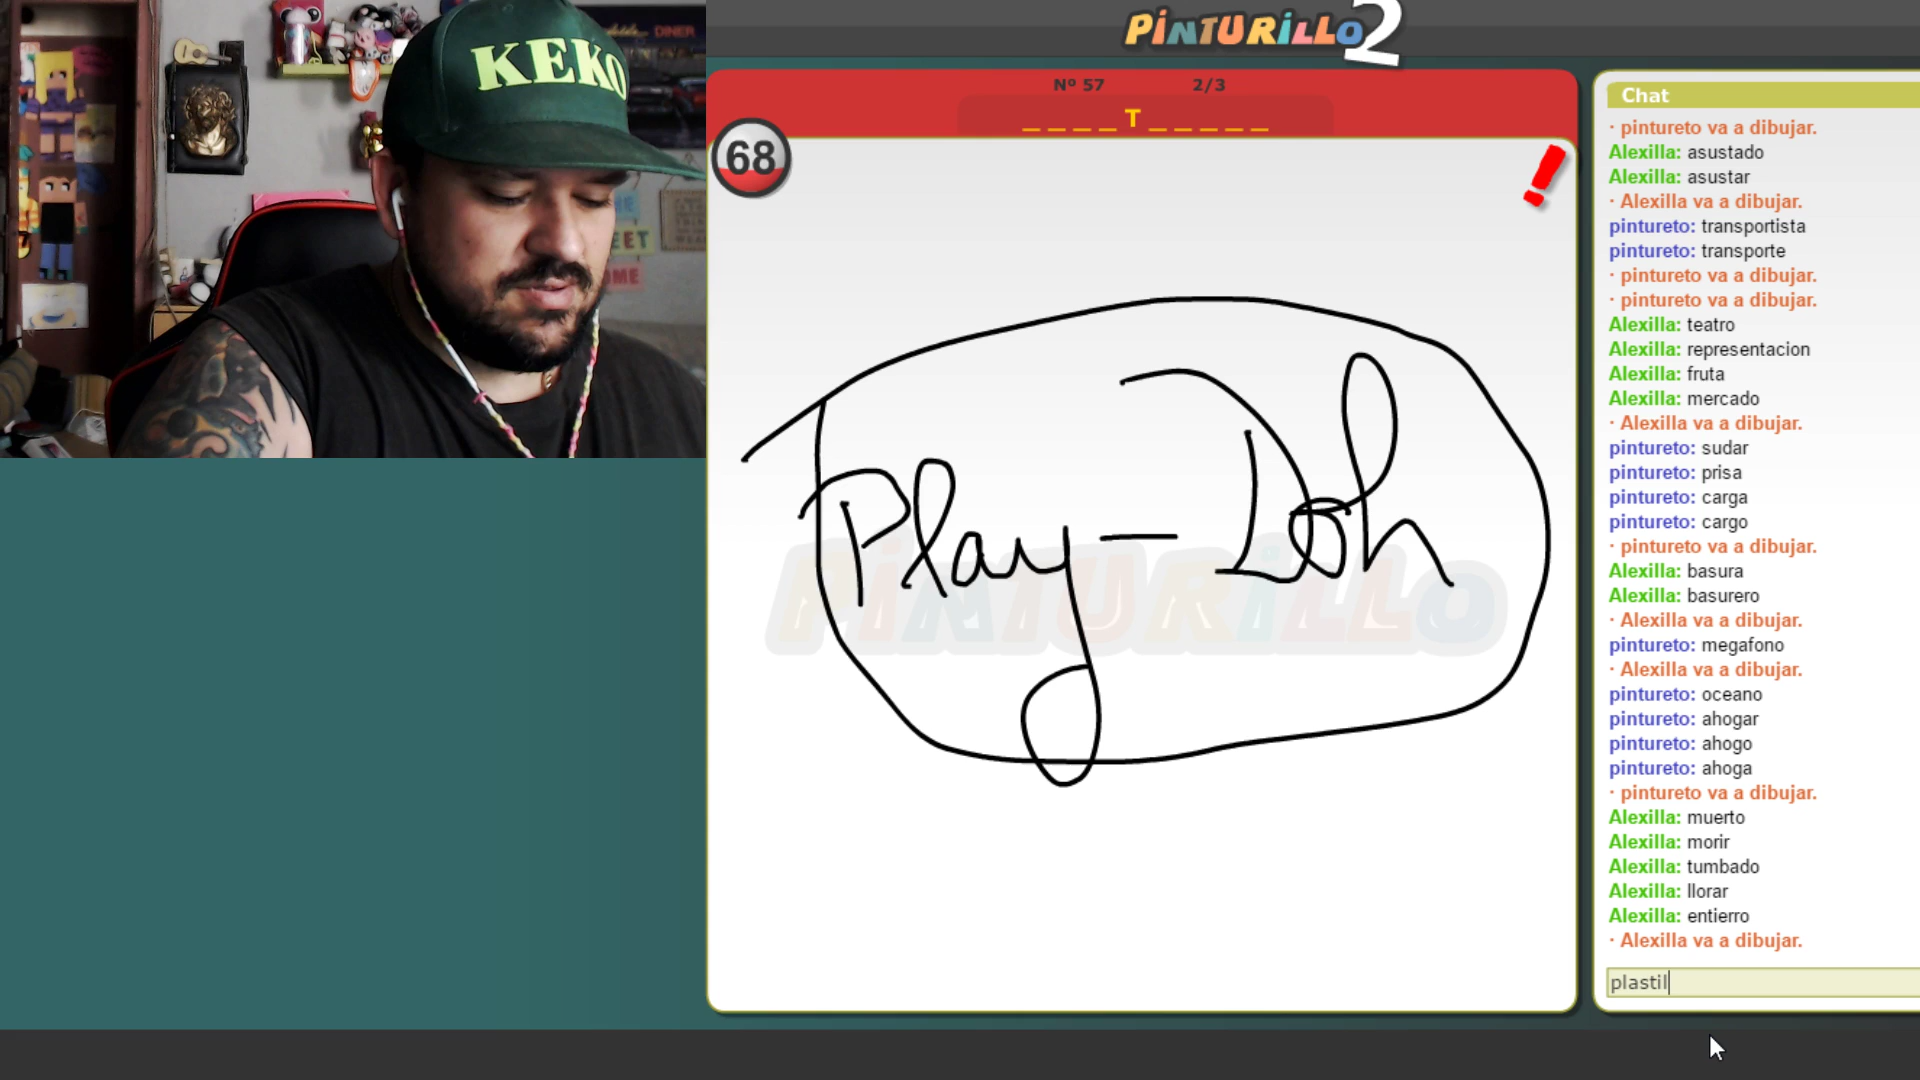 PiNTURiLLO2
KEKO
DINER
Nº 57 2/3
_ _ _ _ T _ _ _ _ _
68
!
Play-Doh
PiNTURiLLO
Chat
· pintureto va a dibujar.
Alexilla: asustado
Alexilla: asustar
· Alexilla va a dibujar.
pintureto: transportista
pintureto: transporte
· pintureto va a dibujar.
· pintureto va a dibujar.
Alexilla: teatro
Alexilla: representacion
Alexilla: fruta
Alexilla: mercado
· Alexilla va a dibujar.
pintureto: sudar
pintureto: prisa
pintureto: carga
pintureto: cargo
· pintureto va a dibujar.
Alexilla: basura
Alexilla: basurero
· Alexilla va a dibujar.
pintureto: megafono
· Alexilla va a dibujar.
pintureto: oceano
pintureto: ahogar
pintureto: ahogo
pintureto: ahoga
· pintureto va a dibujar.
Alexilla: muerto
Alexilla: morir
Alexilla: tumbado
Alexilla: llorar
Alexilla: entierro
· Alexilla va a dibujar.
plastil